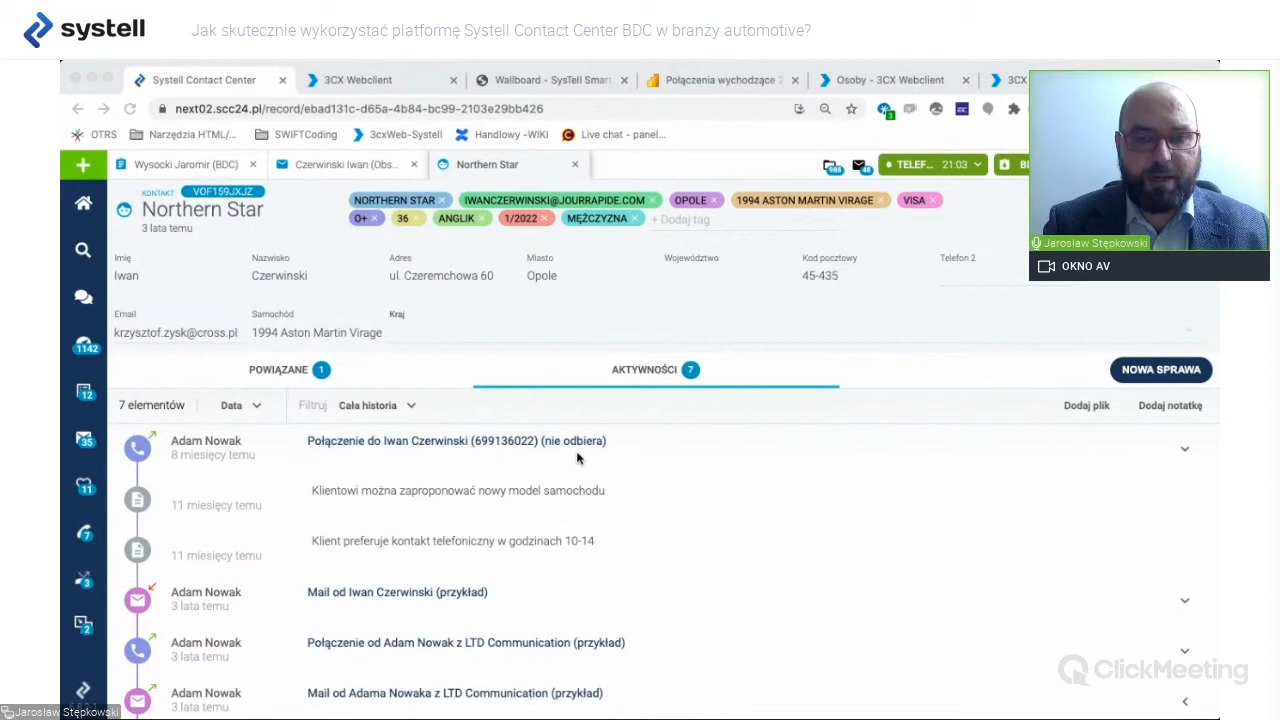 systell
Jak skutecznie wykorzystać platformę Systell Contact Center BDC w branży automotive?
Systell Contact Center
3CX Webclient
Wallboard - SysTell Smart
Połączenia wychodzące
Osoby - 3CX Webclient
3CX
next02.scc24.pl/record/ebad131c-d65a-4b84-bc99-2103e29bb426
OTRS
Narzędzia HTML/...
SWIFTCoding
3cxWeb-Systell
Handlowy -WIKI
Live chat - panel...
Wysocki Jaromir (BDC)
Czerwinski Iwan (Obs...
Northern Star
988
48
TELEF... 21:03
KONTAKT VOF159JXJZ
Northern Star
3 lata temu
NORTHERN STAR
IWANCZERWINSKI@JOURRAPIDE.COM
OPOLE
1994 ASTON MARTIN VIRAGE
VISA
O+
36
ANGLIK
1/2022
MĘŻCZYZNA
+ Dodaj tag
Jarosław Stępkowski
OKNO AV
Imię Nazwisko Adres Miasto Województwo Kod pocztowy Telefon 2
Iwan Czerwinski ul. Czeremchowa 60 Opole 45-435
Email Samochód Kraj
krzysztof.zysk@cross.pl 1994 Aston Martin Virage
1142
12
35
11
7
3
2
POWIĄZANE 1
AKTYWNOŚCI 7
NOWA SPRAWA
7 elementów
Data
Filtruj Cała historia
Dodaj plik
Dodaj notatkę
Adam Nowak Połączenie do Iwan Czerwinski (699136022) (nie odbiera)
8 miesięcy temu
Klientowi można zaproponować nowy model samochodu
11 miesięcy temu
Klient preferuje kontakt telefoniczny w godzinach 10-14
11 miesięcy temu
Adam Nowak Mail od Iwan Czerwinski (przykład)
3 lata temu
Adam Nowak Połączenie od Adam Nowak z LTD Communication (przykład)
3 lata temu
Adam Nowak Mail od Adama Nowaka z LTD Communication (przykład)
3 lata temu
ClickMeeting
Jarosław Stępkowski